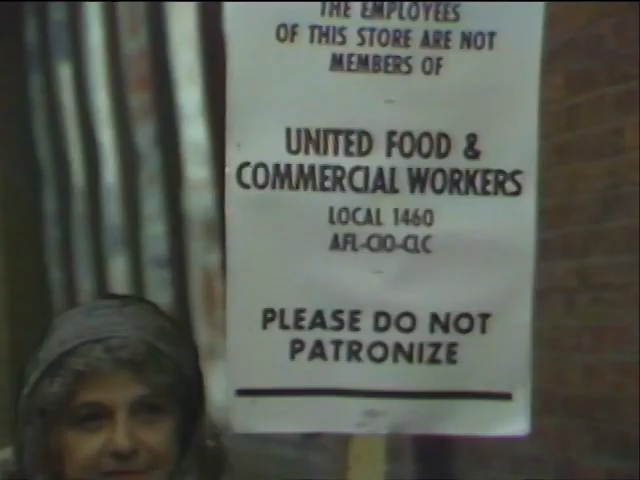 THE EMPLOYEES
OF THIS STORE ARE NOT
MEMBERS OF
UNITED FOOD &
COMMERCIAL WORKERS
LOCAL 1460
AFL-CIO-CLC
PLEASE DO NOT
PATRONIZE